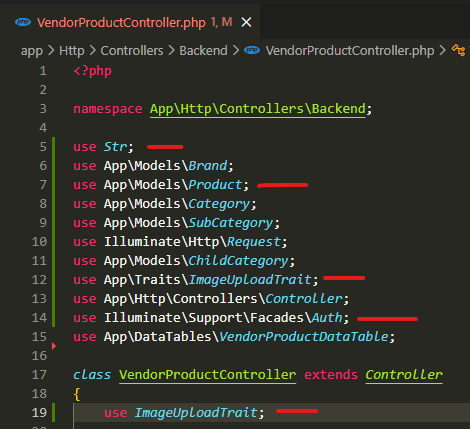 VendorProductController.php 1, M
app > Http > Controllers > Backend > VendorProductController.php >
1 <?php
2
3 namespace App\Http\Controllers\Backend;
4
5 use Str;
6 use App\Models\Brand;
7 use App\Models\Product;
8 use App\Models\Category;
9 use App\Models\SubCategory;
10 use Illuminate\Http\Request;
11 use App\Models\ChildCategory;
12 use App\Traits\ImageUploadTrait;
13 use App\Http\Controllers\Controller;
14 use Illuminate\Support\Facades\Auth;
15 use App\DataTables\VendorProductDataTable;
16
17 class VendorProductController extends Controller
18 {
19 use ImageUploadTrait;